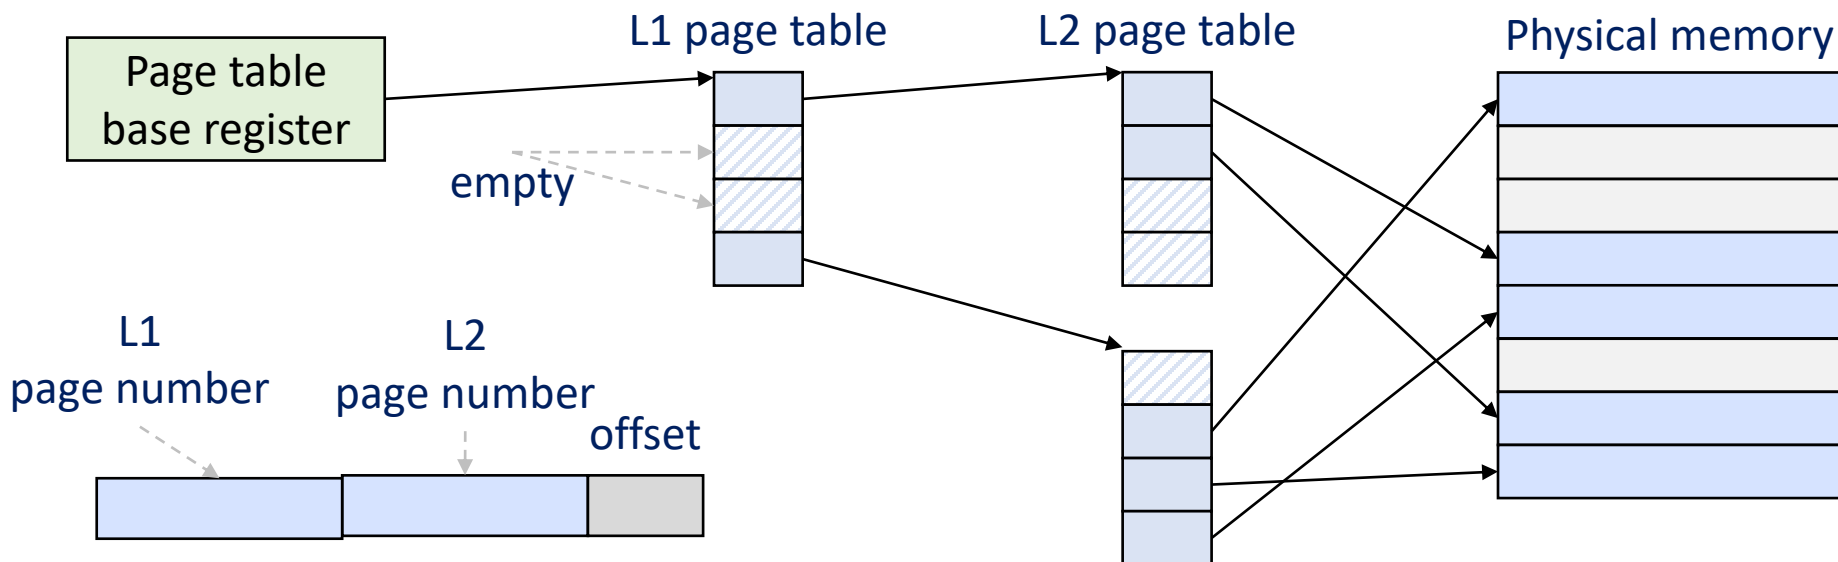 L1 page table
L2 page table
Physical memory
Page table
base register
empty
L1
page number
L2
page number
offset